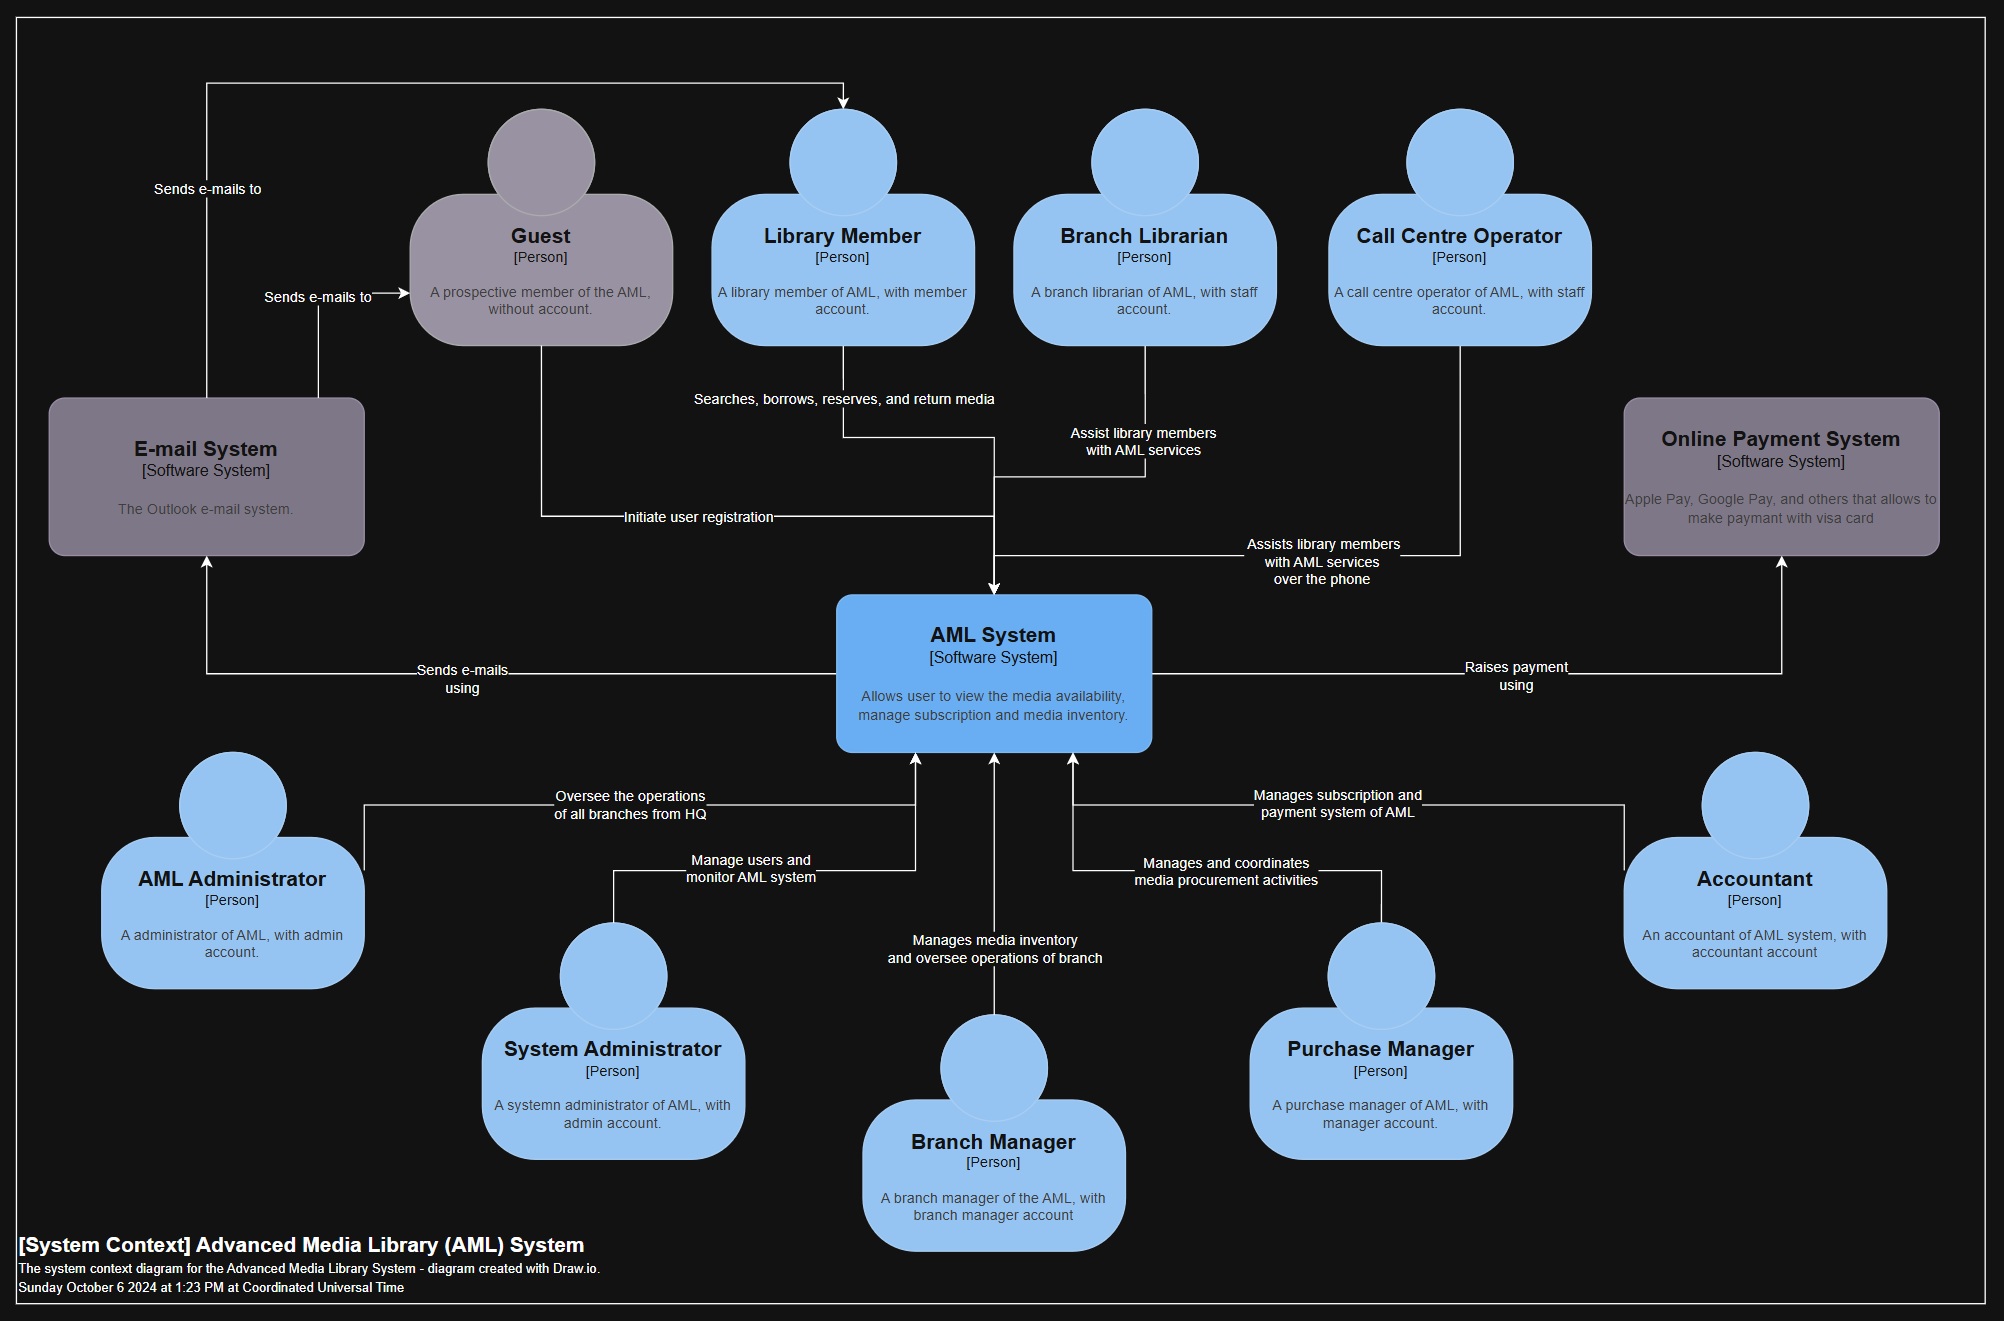 Sends e-mails to
Guest
[Person]
A prospective member of the AML,
without account.
Library Member
[Person]
A library member of AML, with member
account.
Branch Librarian
[Person]
A branch librarian of AML, with staff
account.
Call Centre Operator
[Person]
A call centre operator of AML, with staff
account.
Sends e-mails to
E-mail System
[Software System]
The Outlook e-mail system.
Searches, borrows, reserves, and return media
Assist library members
with AML services
Online Payment System
[Software System]
Apple Pay, Google Pay, and others that allows to
make paymant with visa card
Initiate user registration
Assists library members
with AML services
over the phone
AML System
[Software System]
Allows user to view the media availability,
manage subscription and media inventory.
Sends e-mails
using
Raises payment
using
Oversee the operations
of all branches from HQ
Manages subscription and
payment system of AML
Manage users and
monitor AML system
Manages and coordinates
media procurement activities
AML Administrator
[Person]
A administrator of AML, with admin
account.
Accountant
[Person]
An accountant of AML system, with
accountant account
Manages media inventory
and oversee operations of branch
System Administrator
[Person]
A systemn administrator of AML, with
admin account.
Purchase Manager
[Person]
A purchase manager of AML, with
manager account.
Branch Manager
[Person]
A branch manager of the AML, with
branch manager account
[System Context] Advanced Media Library (AML) System
The system context diagram for the Advanced Media Library System - diagram created with Draw.io.
Sunday October 6 2024 at 1:23 PM at Coordinated Universal Time